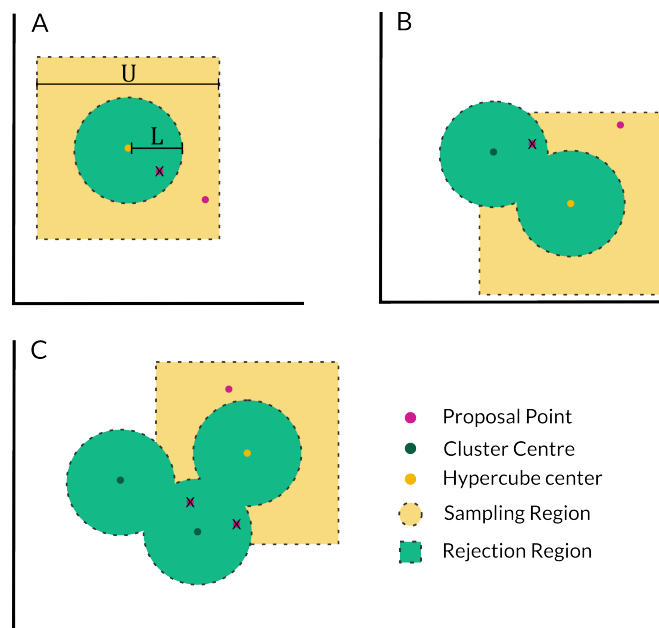 A
U
L
B
C
Proposal Point
Cluster Centre
Hypercube center
Sampling Region
Rejection Region